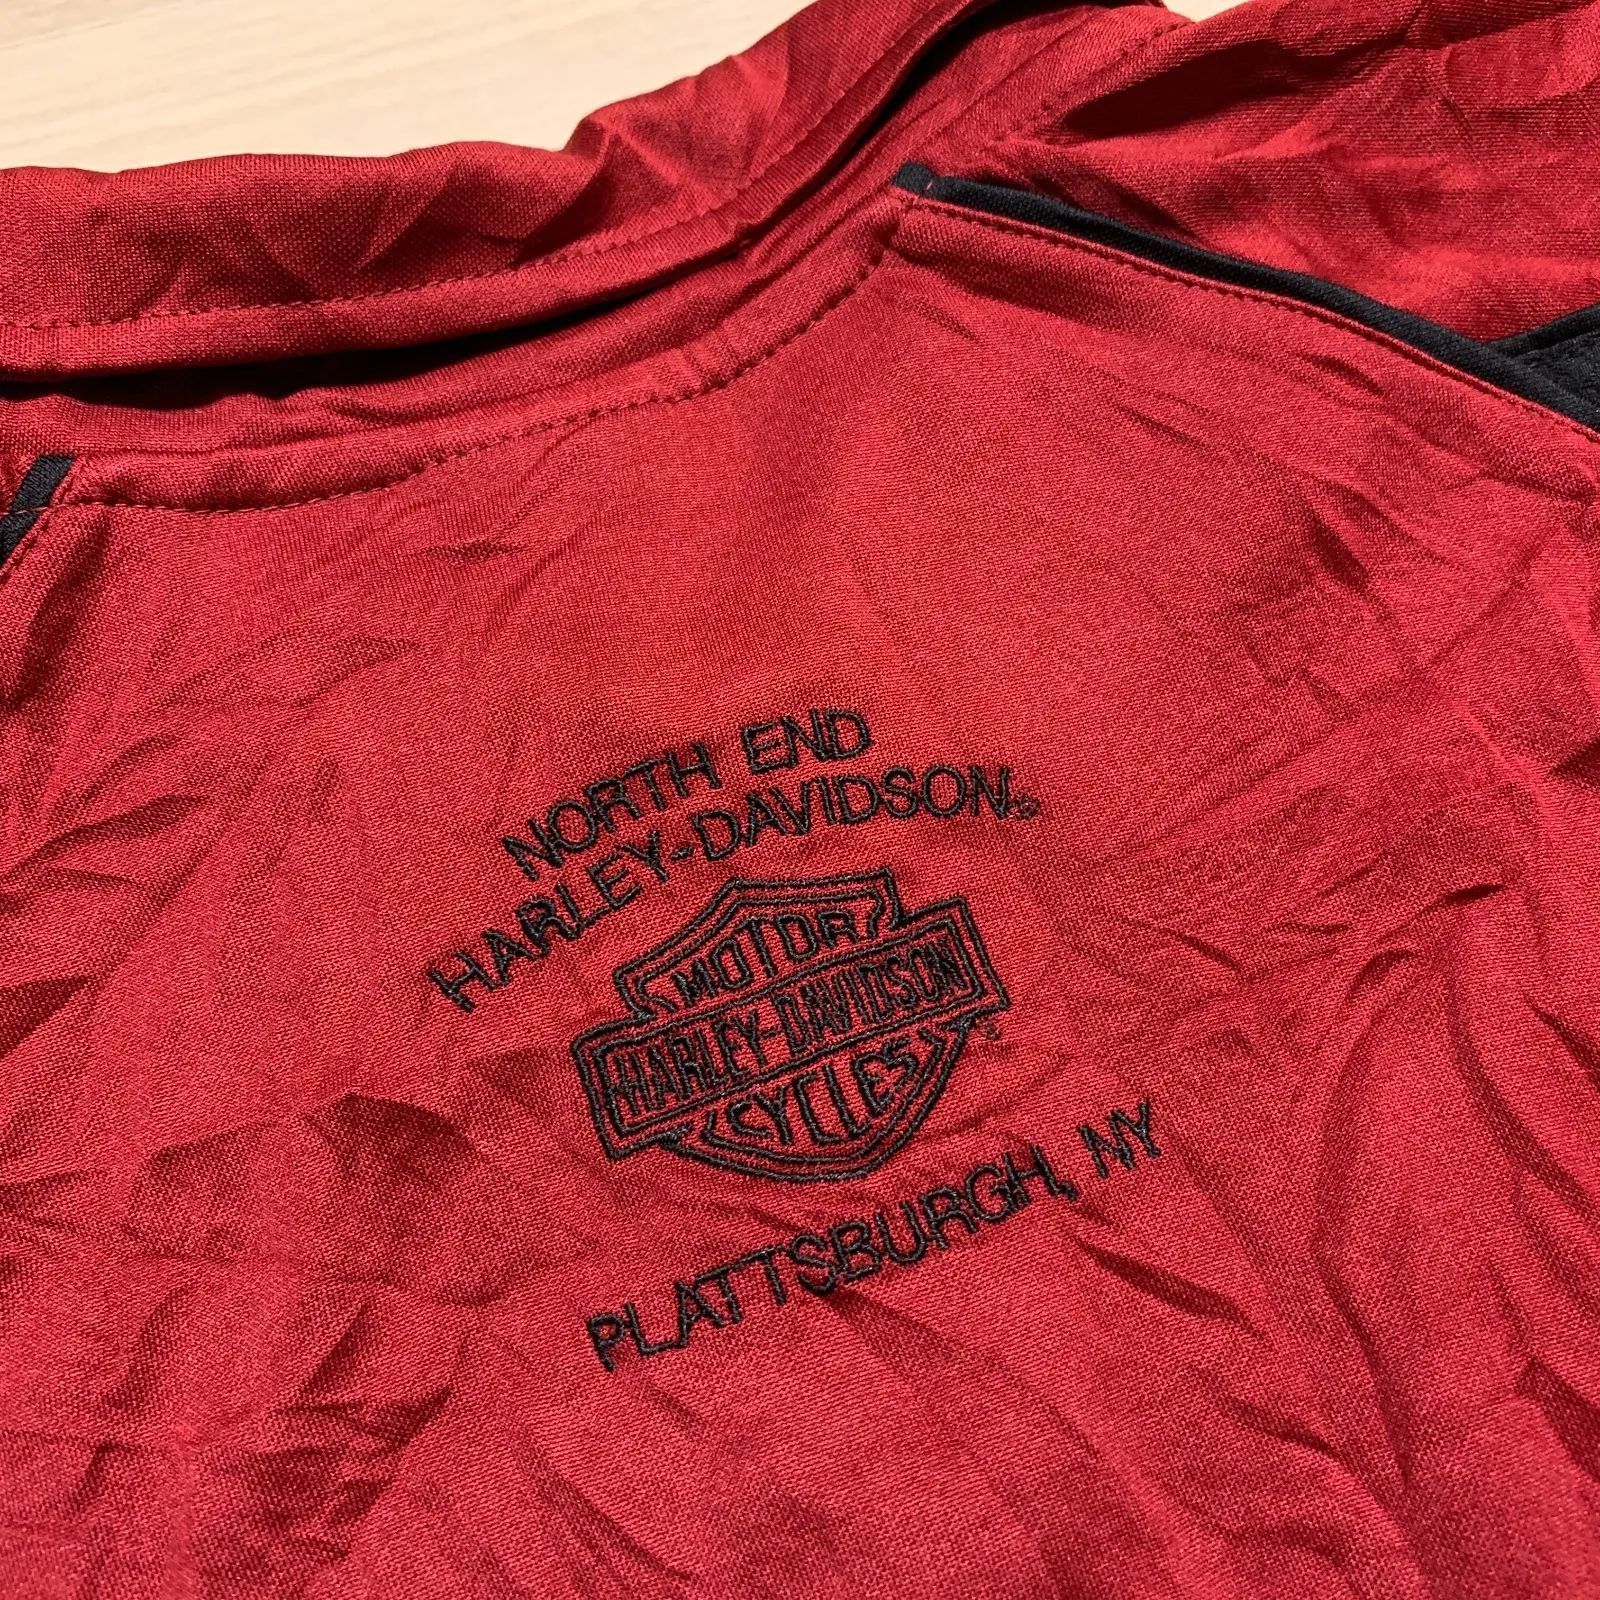 NORTH END
HARLEY-DAVIDSON®
MOTOR
HARLEY-DAVIDSON
CYCLES
PLATTSBURGH, NY